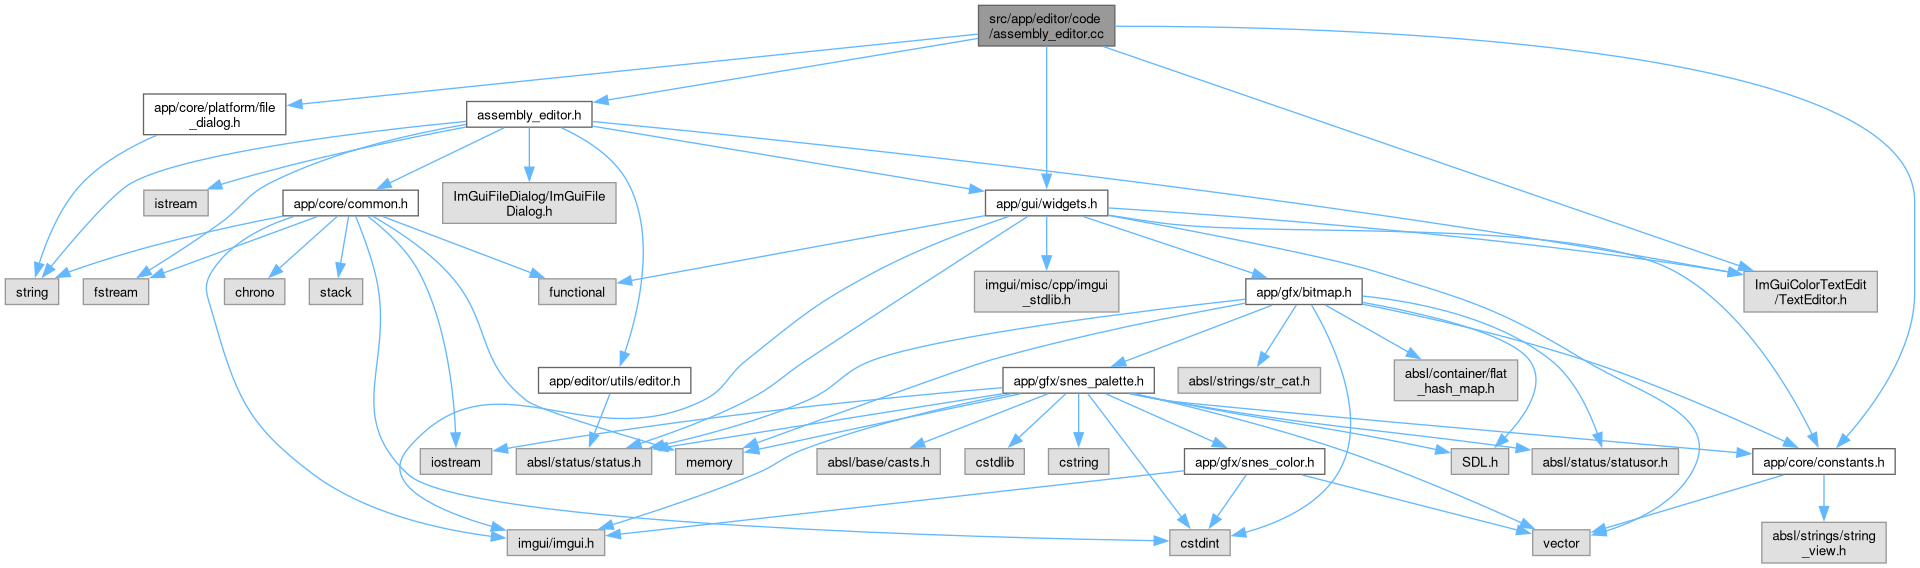 src/app/editor/code
/assembly_editor.cc
app/core/platform/file
_dialog.h
assembly_editor.h
istream
app/core/common.h
ImGuiFileDialog/ImGuiFile
Dialog.h
app/gui/widgets.h
string
fstream
chrono
stack
functional
imgui/misc/cpp/imgui
_stdlib.h
app/gfx/bitmap.h
ImGuiColorTextEdit
/TextEditor.h
app/editor/utils/editor.h
app/gfx/snes_palette.h
absl/strings/str_cat.h
absl/container/flat
_hash_map.h
iostream
absl/status/status.h
memory
absl/base/casts.h
cstdlib
cstring
app/gfx/snes_color.h
SDL.h
absl/status/statusor.h
app/core/constants.h
imgui/imgui.h
cstdint
vector
absl/strings/string
_view.h